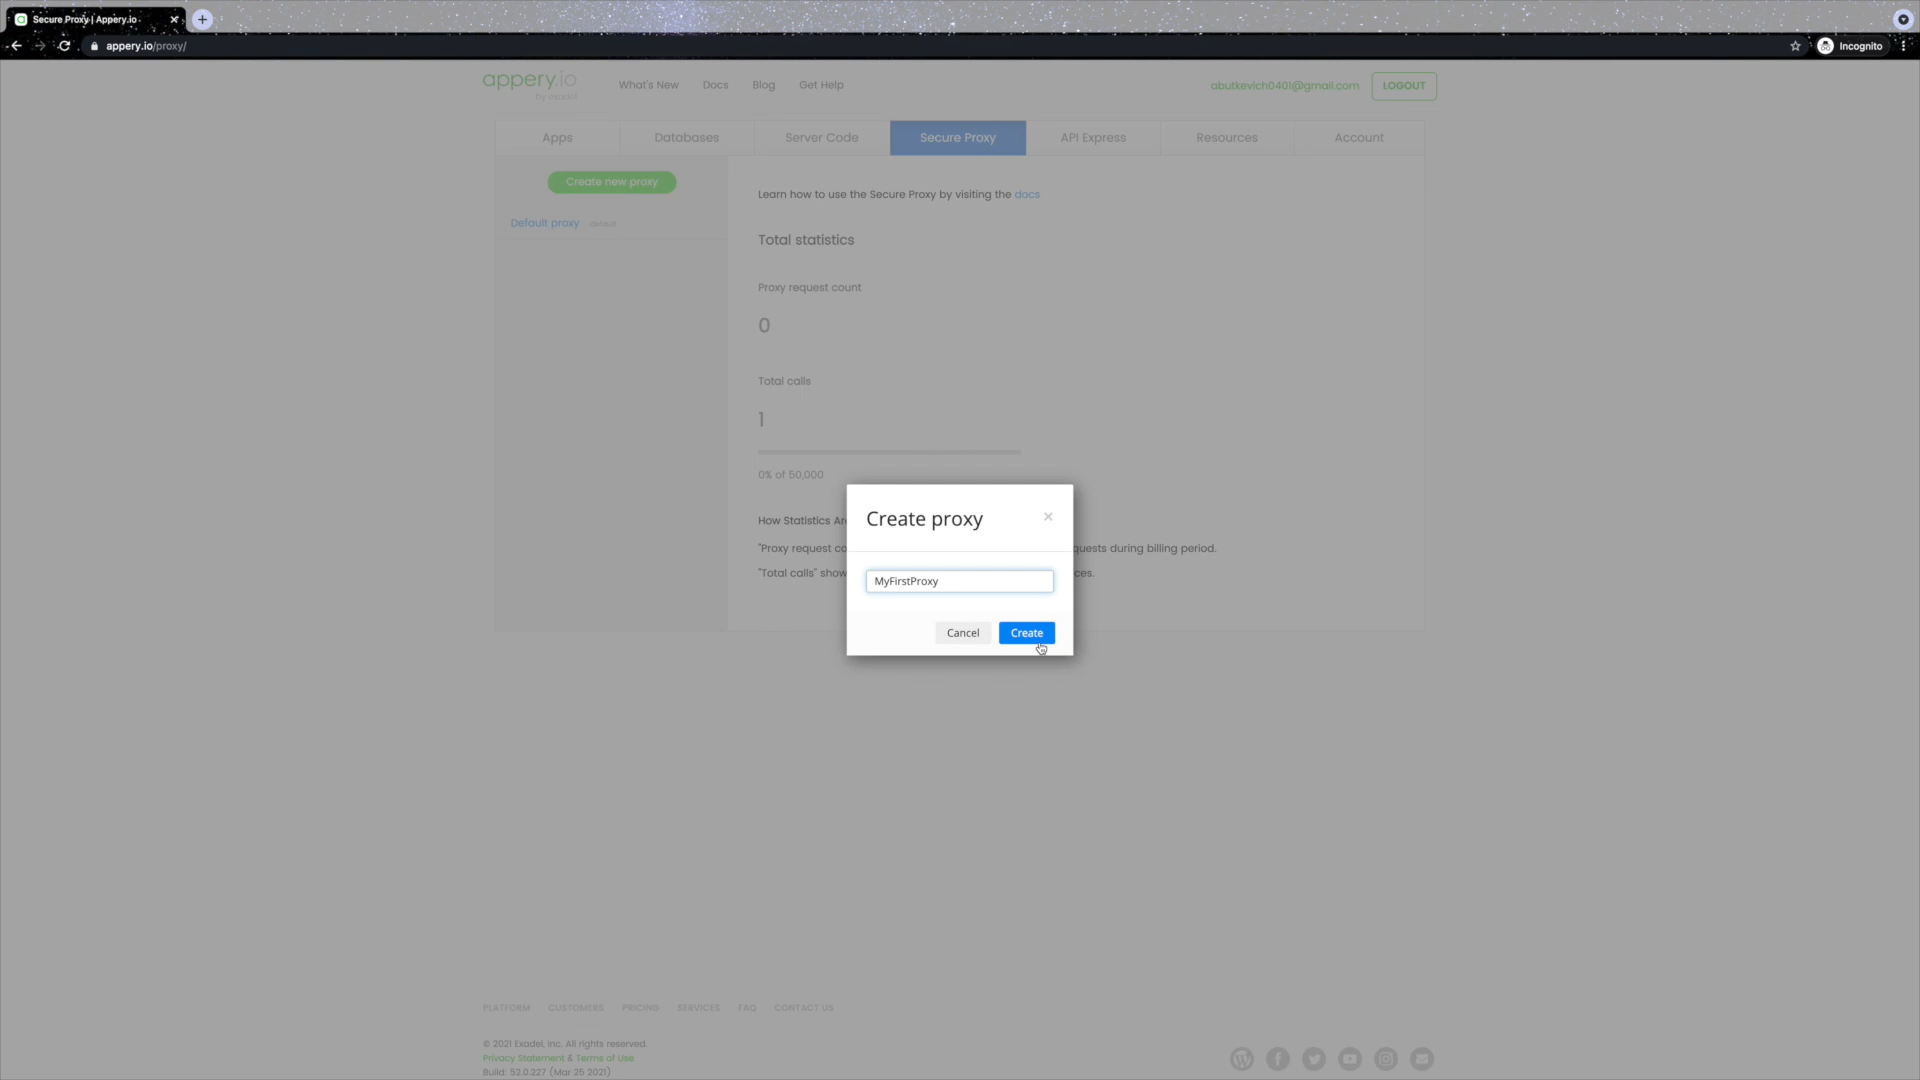 Secure Proxy | Appery.io
appery.io/proxy/
Incognito
appery.io
by exadel
What's New
Docs
Blog
Get Help
abutkevich0401@gmail.com
LOGOUT
Apps
Databases
Server Code
Secure Proxy
API Express
Resources
Account
Create new proxy
Default proxy default
Learn how to use the Secure Proxy by visiting the docs
Total statistics
Proxy request count
0
Total calls
1
0% of 50,000
How Statistics Ar
"Proxy request co
quests during billing period.
"Total calls" show
ces.
Create proxy
×
MyFirstProxy
Cancel
Create
PLATFORM
CUSTOMERS
PRICING
SERVICES
FAQ
CONTACT US
© 2021 Exadel, Inc. All rights reserved.
Privacy Statement & Terms of Use
Build: 52.0.227 (Mar 25 2021)